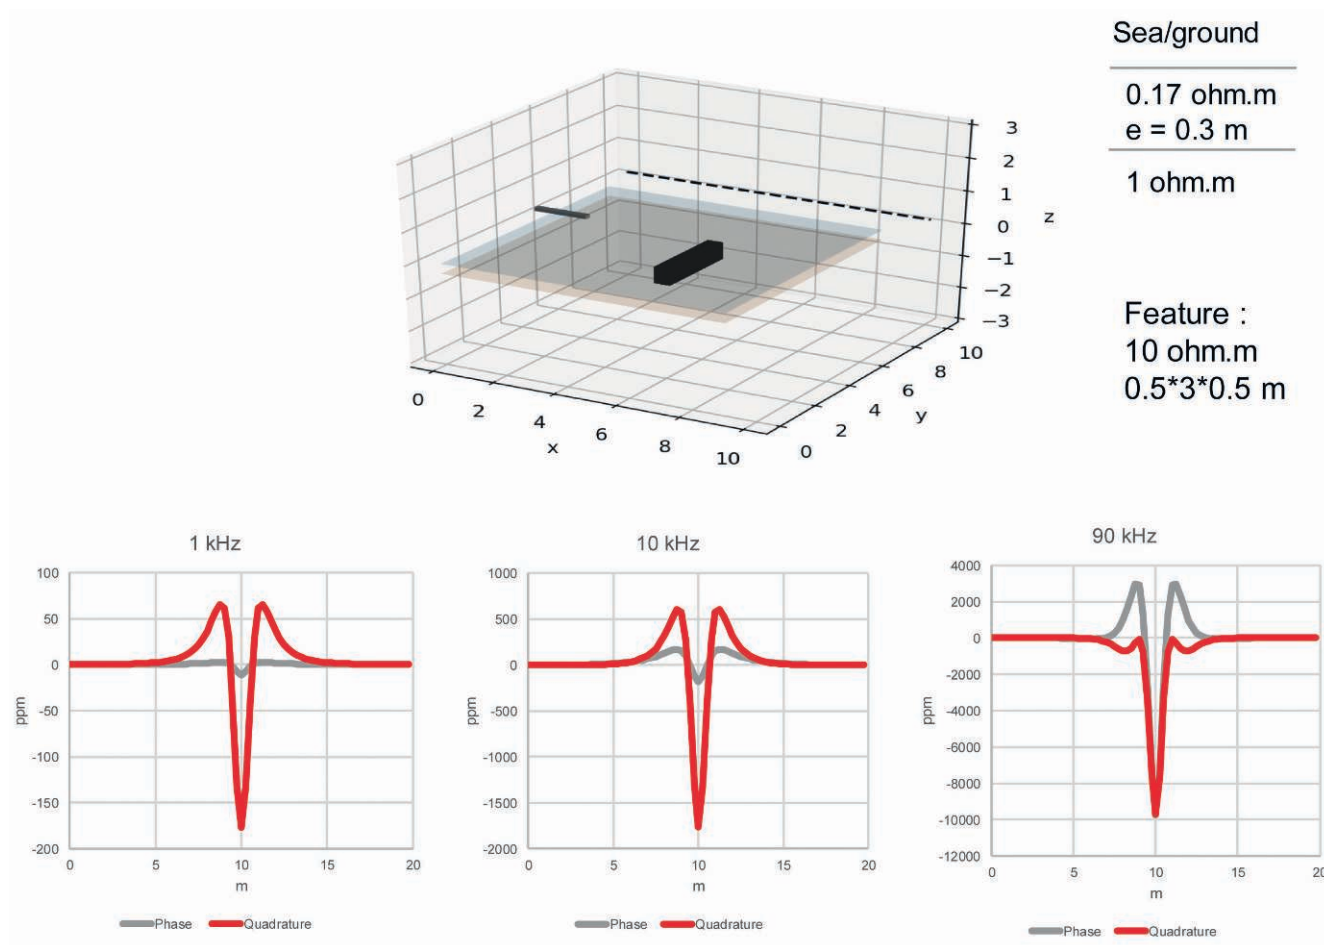 Sea/ground
0.17 ohm.m
e = 0.3 m
1 ohm.m
Feature :
10 ohm.m
0.5*3*0.5 m
3
2
1
0
−1
−2
−3
z
10
8
6
4
2
0
y
0
2
4
6
8
10
x
1 kHz
100
50
0
-50
-100
-150
-200
ppm
0 5 10 15 20
m
Phase Quadrature
10 kHz
1000
500
0
-500
-1000
-1500
-2000
ppm
0 5 10 15 20
m
Phase Quadrature
90 kHz
4000
2000
0
-2000
-4000
-6000
-8000
-10000
-12000
ppm
0 5 10 15 20
m
Phase Quadrature